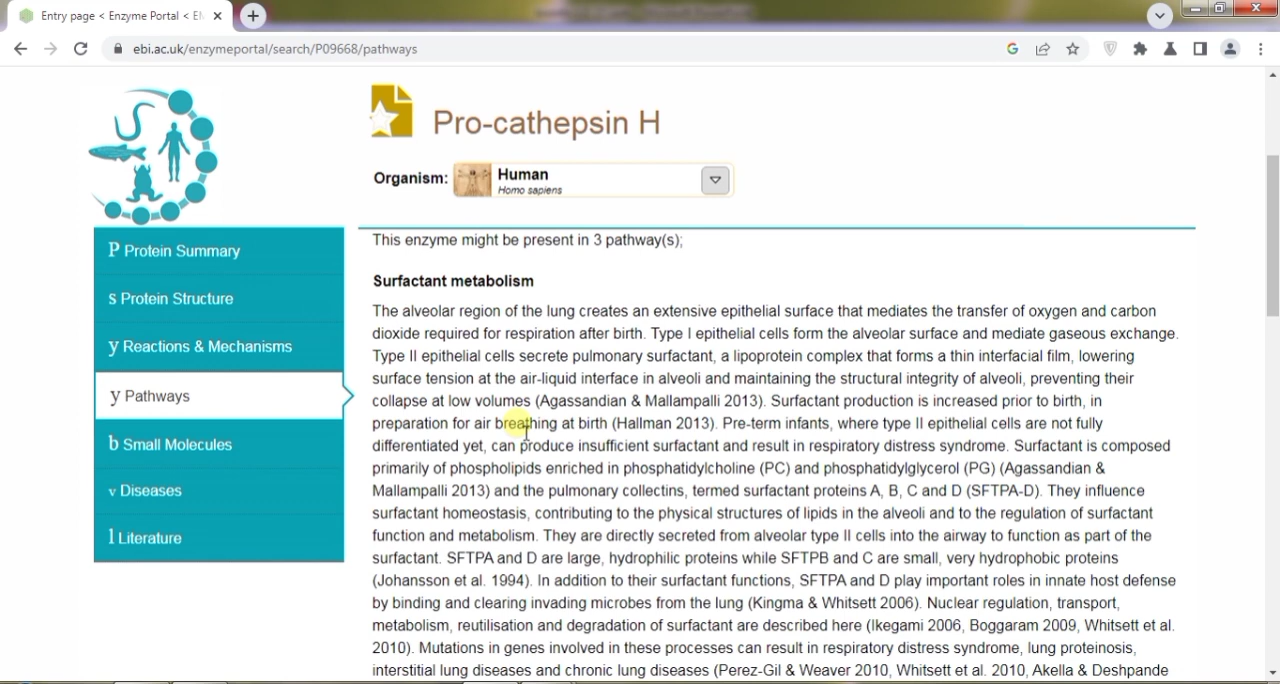 Entry page < Enzyme Portal < EM
ebi.ac.uk/enzymeportal/search/P09668/pathways
Pro-cathepsin H
Organism:
Human
Homo sapiens
P Protein Summary
s Protein Structure
y Reactions & Mechanisms
y Pathways
b Small Molecules
v Diseases
l Literature
This enzyme might be present in 3 pathway(s);
Surfactant metabolism
The alveolar region of the lung creates an extensive epithelial surface that mediates the transfer of oxygen and carbon
dioxide required for respiration after birth. Type I epithelial cells form the alveolar surface and mediate gaseous exchange.
Type II epithelial cells secrete pulmonary surfactant, a lipoprotein complex that forms a thin interfacial film, lowering
surface tension at the air-liquid interface in alveoli and maintaining the structural integrity of alveoli, preventing their
collapse at low volumes (Agassandian & Mallampalli 2013). Surfactant production is increased prior to birth, in
preparation for air breathing at birth (Hallman 2013). Pre-term infants, where type II epithelial cells are not fully
differentiated yet, can produce insufficient surfactant and result in respiratory distress syndrome. Surfactant is composed
primarily of phospholipids enriched in phosphatidylcholine (PC) and phosphatidylglycerol (PG) (Agassandian &
Mallampalli 2013) and the pulmonary collectins, termed surfactant proteins A, B, C and D (SFTPA-D). They influence
surfactant homeostasis, contributing to the physical structures of lipids in the alveoli and to the regulation of surfactant
function and metabolism. They are directly secreted from alveolar type II cells into the airway to function as part of the
surfactant. SFTPA and D are large, hydrophilic proteins while SFTPB and C are small, very hydrophobic proteins
(Johansson et al. 1994). In addition to their surfactant functions, SFTPA and D play important roles in innate host defense
by binding and clearing invading microbes from the lung (Kingma & Whitsett 2006). Nuclear regulation, transport,
metabolism, reutilisation and degradation of surfactant are described here (Ikegami 2006, Boggaram 2009, Whitsett et al.
2010). Mutations in genes involved in these processes can result in respiratory distress syndrome, lung proteinosis,
interstitial lung diseases and chronic lung diseases (Perez-Gil & Weaver 2010, Whitsett et al. 2010, Akella & Deshpande